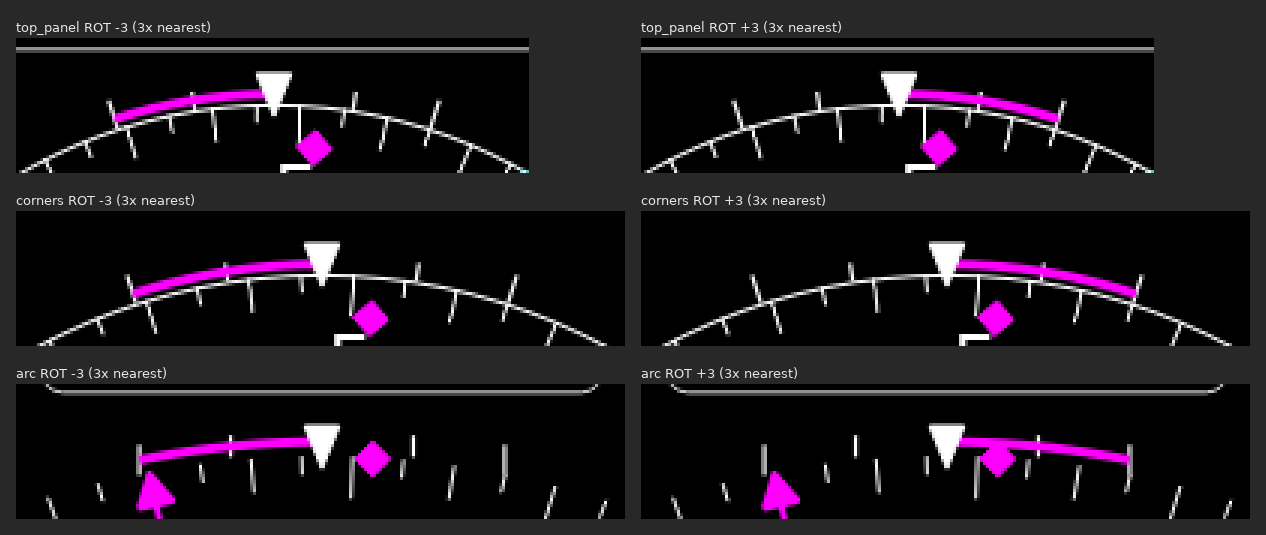 top_panel ROT -3 (3x nearest)
top_panel ROT +3 (3x nearest)
corners ROT -3 (3x nearest)
corners ROT +3 (3x nearest)
arc ROT -3 (3x nearest)
arc ROT +3 (3x nearest)